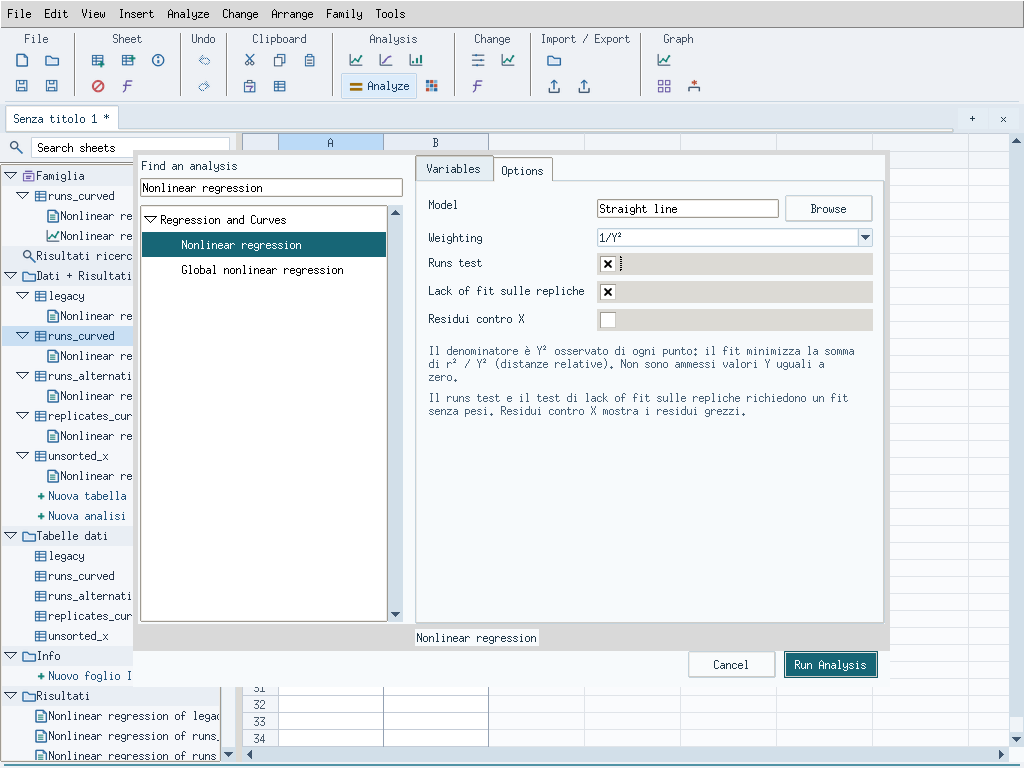 File Edit View Insert Analyze Change Arrange Family Tools
File Sheet Undo Clipboard Analysis Change Import / Export Graph
Analyze
Senza titolo 1 *
Search sheets
A B
Famiglia
runs_curved
Nonlinear re
Nonlinear re
Risultati ricerc
Dati + Risultati
legacy
Nonlinear re
runs_curved
Nonlinear re
runs_alternati
Nonlinear re
replicates_cur
Nonlinear re
unsorted_x
Nonlinear re
Nuova tabella
Nuova analisi
Tabelle dati
legacy
runs_curved
runs_alternati
replicates_cur
unsorted_x
Info
Nuovo foglio I
Risultati
Nonlinear regression of lega
Nonlinear regression of runs_
Nonlinear regression of runs
Find an analysis
Nonlinear regression
Regression and Curves
Nonlinear regression
Global nonlinear regression
Variables Options
Model Straight line Browse
Weighting 1/Y²
Runs test
Lack of fit sulle repliche
Residui contro X
Il denominatore è Y² osservato di ogni punto: il fit minimizza la somma
di r² / Y² (distanze relative). Non sono ammessi valori Y uguali a
zero.
Il runs test e il test di lack of fit sulle repliche richiedono un fit
senza pesi. Residui contro X mostra i residui grezzi.
Nonlinear regression
Cancel Run Analysis
31
32
33
34